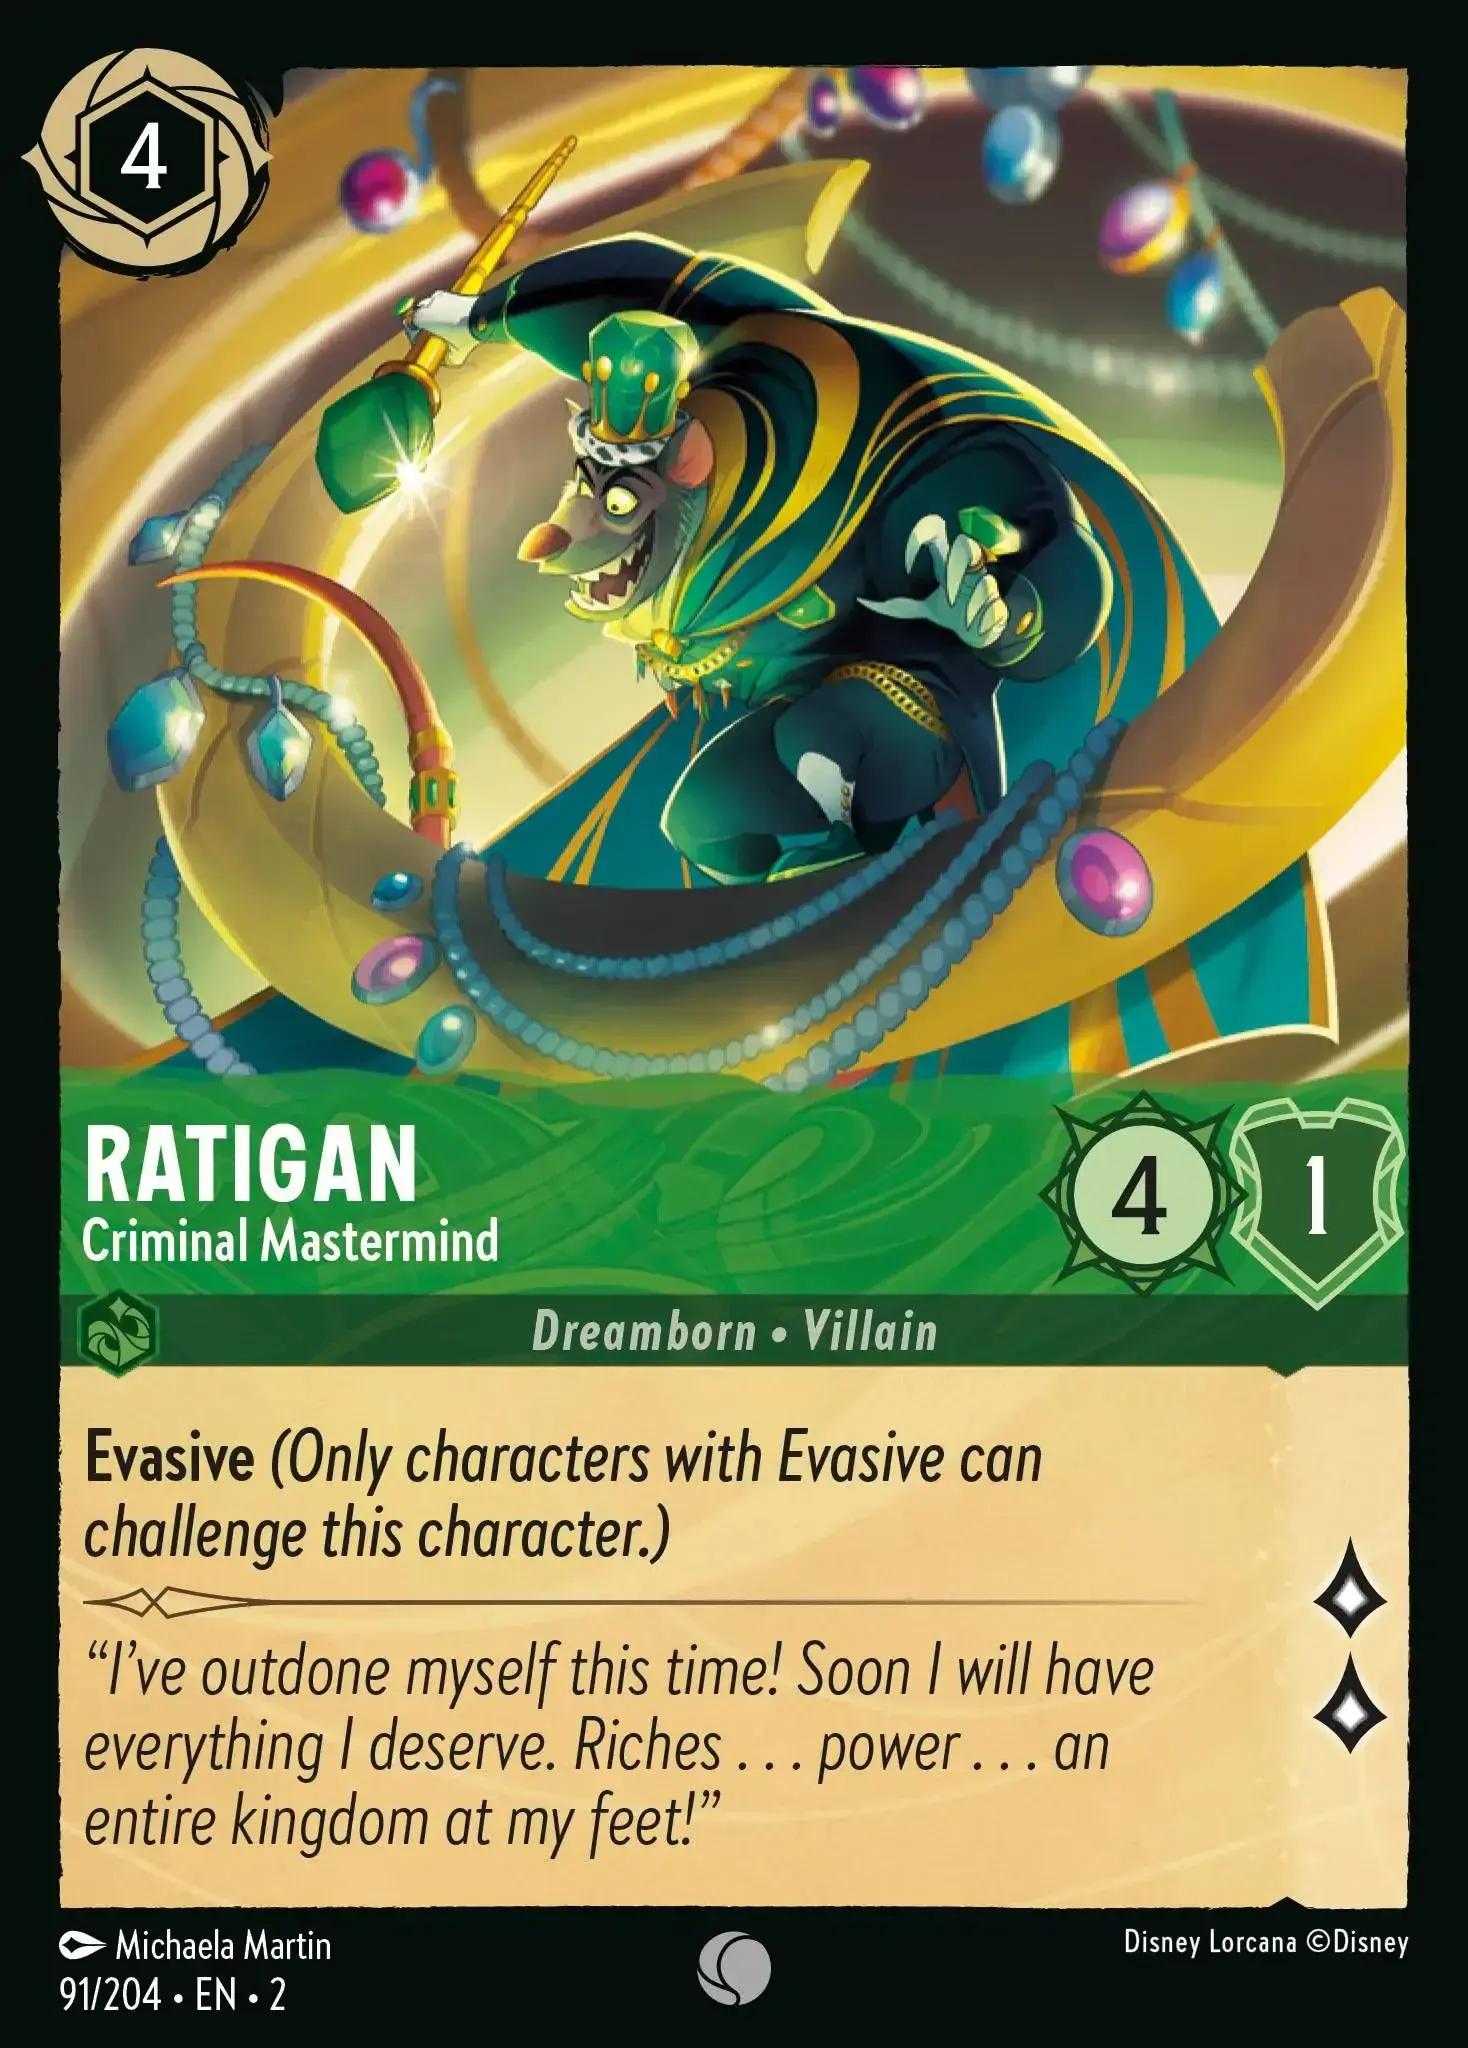 4
RATIGAN
Criminal Mastermind
4
1
Dreamborn • Villain
Evasive (Only characters with Evasive can
challenge this character.)
“I’ve outdone myself this time! Soon I will have
everything I deserve. Riches . . . power . . . an
entire kingdom at my feet!”
Michaela Martin
Disney Lorcana ©Disney
91/204 • EN • 2